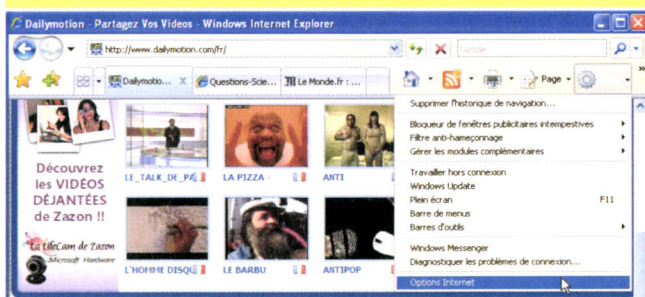 Dailymotion - Partagez Vos Videos - Windows Internet Explorer
http://www.dailymotion.com/fr/
Google
Dailymotio...
Questions-Scie...
Le Monde.fr : ...
Page
Supprimer l'historique de navigation...
Bloqueur de fenêtres publicitaires intempestives
Filtre anti-hameçonnage
Gérer les modules complémentaires
Travailler hors connexion
Windows Update
Plein écran F11
Barre de menus
Barres d'outils
Windows Messenger
Diagnostiquer les problèmes de connexion...
Options Internet
Découvrez
les VIDÉOS
DÉJANTÉES
de Zazon !!
La LifeCam de Zazon
Microsoft Hardware
LE_TALK_DE_PA
LA PIZZA -
ANTI
L'HOMME DISQU
LE BARBU
ANTIPOP